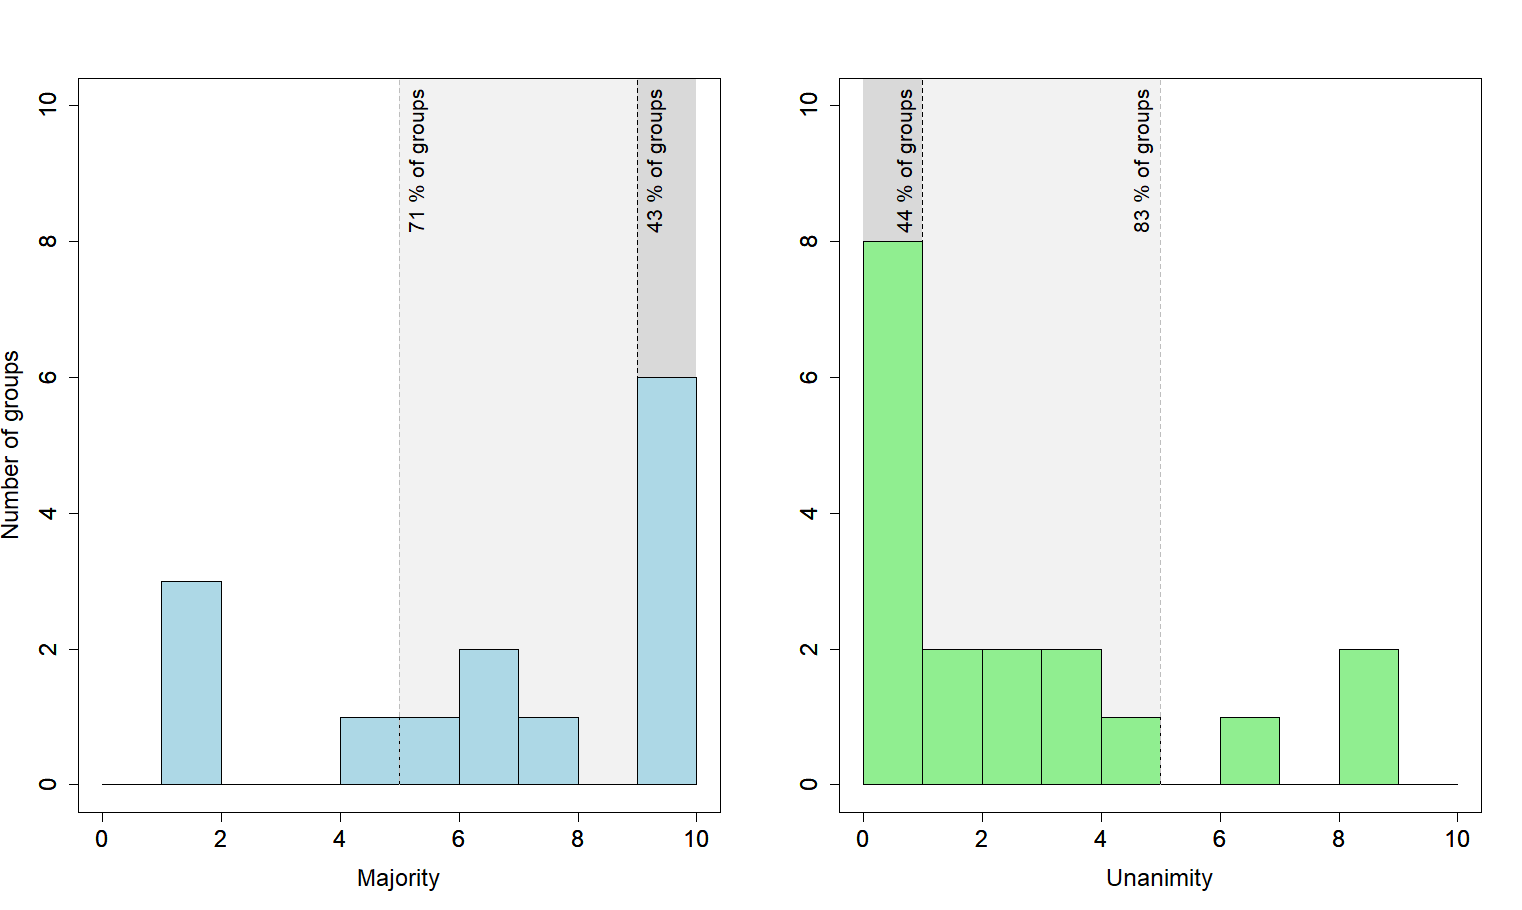 Number of groups
10
8
6
4
2
0
71 % of groups
43 % of groups
0 2 4 6 8 10
Majority
10
8
6
4
2
0
44 % of groups
83 % of groups
0 2 4 6 8 10
Unanimity